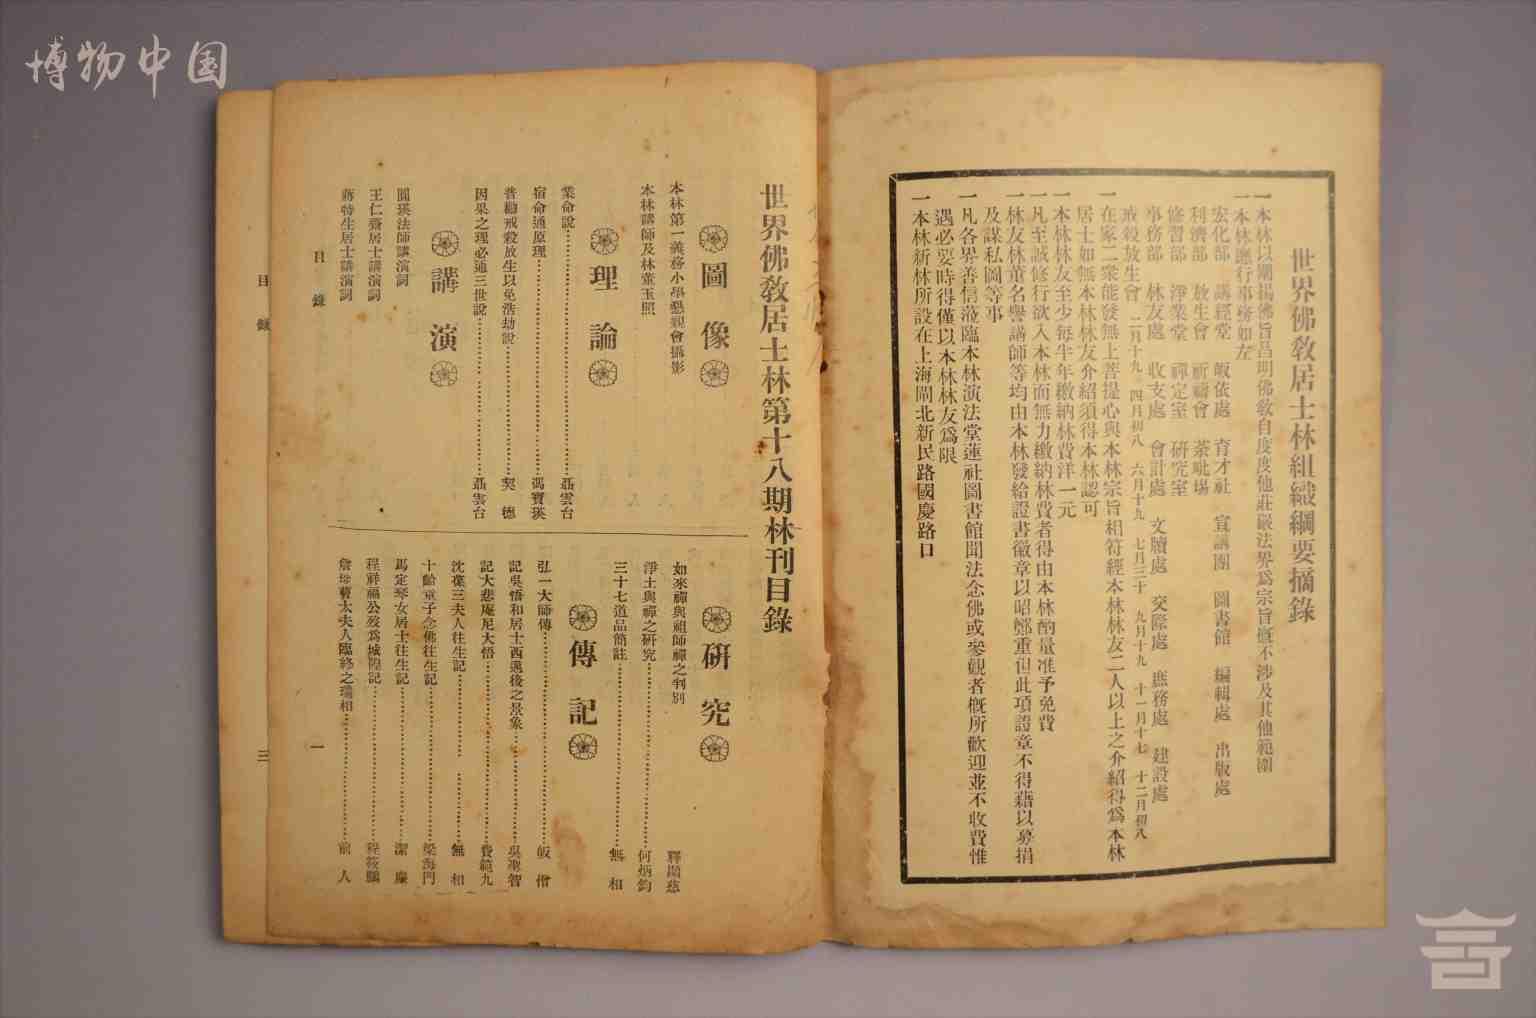 博物中国
世界佛教居士林組織綱要摘錄
一本林以闡揚佛旨昌明佛教自度度他莊嚴法界爲宗旨概不涉及其他範圍
一本林應行事務如左
宏化部 講經堂 皈依處 育才社 宣講團 圖書館 編輯處 出版處
利濟部 放生會 祈禱會 荼毗場
修習部 淨業堂 禪定室 研究室
事務部 林友處 收支處 會計處 文牘處 交際處 庶務處 建設處
戒殺放生會 二月十九 四月初八 六月十九 七月三十 九月十九 十一月十七 十二月初八
一在家二衆能發無上菩提心與本林宗旨相符經本林林友二人以上之介紹得爲本林
居士如無本林林友介紹須得本林認可
一本林林友至少每半年繳納林費洋一元
一凡至誠修行欲入本林而無力繳納林費者得由本林酌量准予免費
一林友林董名譽講師等均由本林發給證書徽章以昭鄭重但此項證章不得藉以募捐
及謀私圖等事
一凡各界善信蒞臨本林演法堂蓮社圖書館聞法念佛或參觀者概所歡迎並不收費惟
遇必要時得僅以本林林友爲限
一本林新林所設在上海閘北新民路國慶路口
世界佛教居士林第十八期林刊目錄
圖像
本林第一義務小學懇親會攝影
本林講師及林董玉照
理論
業命說 聶雲台
宿命通原理 馮寶瑛
普勸戒殺放生以免浩劫說 契德
因果之理必通三世說 聶雲台
講演
圓瑛法師講演詞
王仁齋居士講演詞
蔣特生居士講演詞
研究
如來禪與祖師禪之判別 釋顯慈
淨土與禪之研究 何炳鈞
三十七道品簡註 無相
傳記
弘一大師傳 皈僧
記吳悟和居士西邁後之景象 吳聖智
記大悲庵尼大悟 費範九
沈葆三夫人往生記 無相
十齡童子念佛往生記 梁海門
馬定琴女居士往生記 潔廉
程祥福公歿爲城隍記 程筱鵬
詹母曹太夫人臨終之瑞相 前人
目錄
一
目錄
三